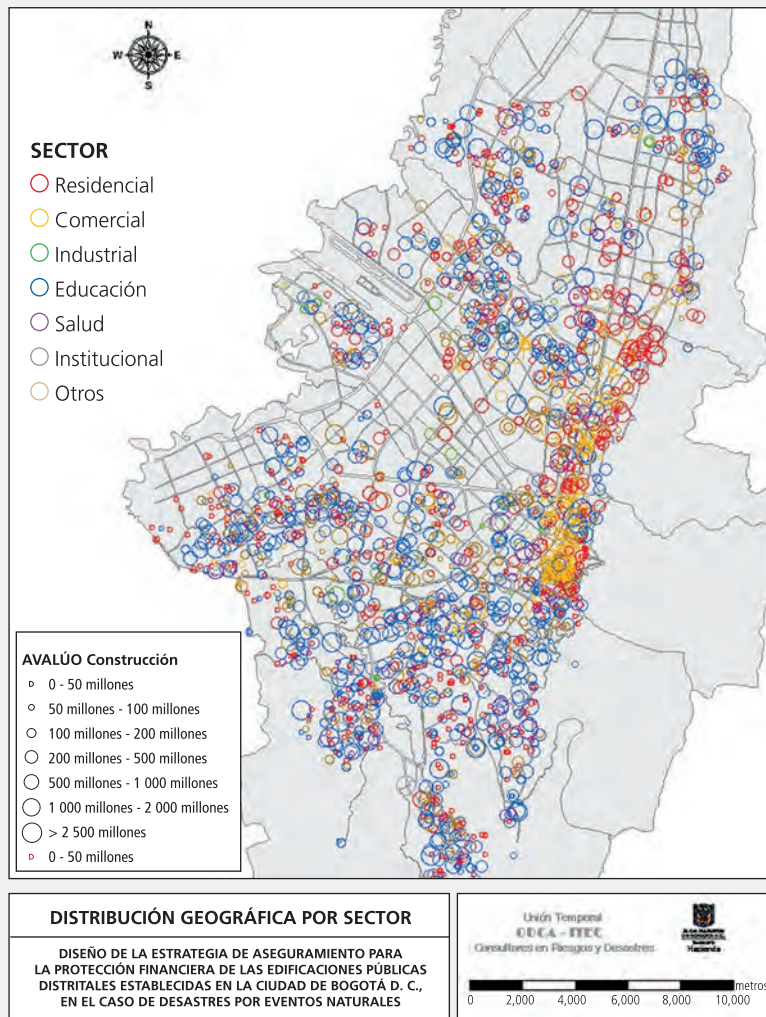 N
W E
S
SECTOR
Residencial
Comercial
Industrial
Educación
Salud
Institucional
Otros
AVALÚO Construcción
0 - 50 millones
50 millones - 100 millones
100 millones - 200 millones
200 millones - 500 millones
500 millones - 1 000 millones
1 000 millones - 2 000 millones
> 2 500 millones
0 - 50 millones
DISTRIBUCIÓN GEOGRÁFICA POR SECTOR
DISEÑO DE LA ESTRATEGIA DE ASEGURAMIENTO PARA
LA PROTECCIÓN FINANCIERA DE LAS EDIFICACIONES PÚBLICAS
DISTRITALES ESTABLECIDAS EN LA CIUDAD DE BOGOTÁ D. C.,
EN EL CASO DE DESASTRES POR EVENTOS NATURALES
Unión Temporal
ODCA - ITEC
Consultores en Riesgos y Desastres
Hacienda
metros
0 2,000 4,000 6,000 8,000 10,000